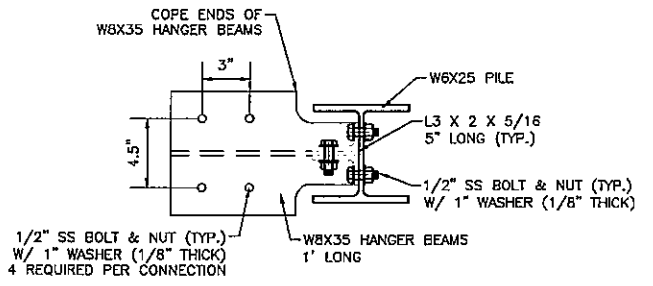 COPE ENDS OF
W8X35 HANGER BEAMS
3"
W6X25 PILE
L3 X 2 X 5/16
5" LONG (TYP.)
4.5"
1/2" SS BOLT & NUT (TYP.)
W/ 1" WASHER (1/8" THICK)
1/2" SS BOLT & NUT (TYP.)
W/ 1" WASHER (1/8" THICK)
4 REQUIRED PER CONNECTION
W8X35 HANGER BEAMS
1' LONG